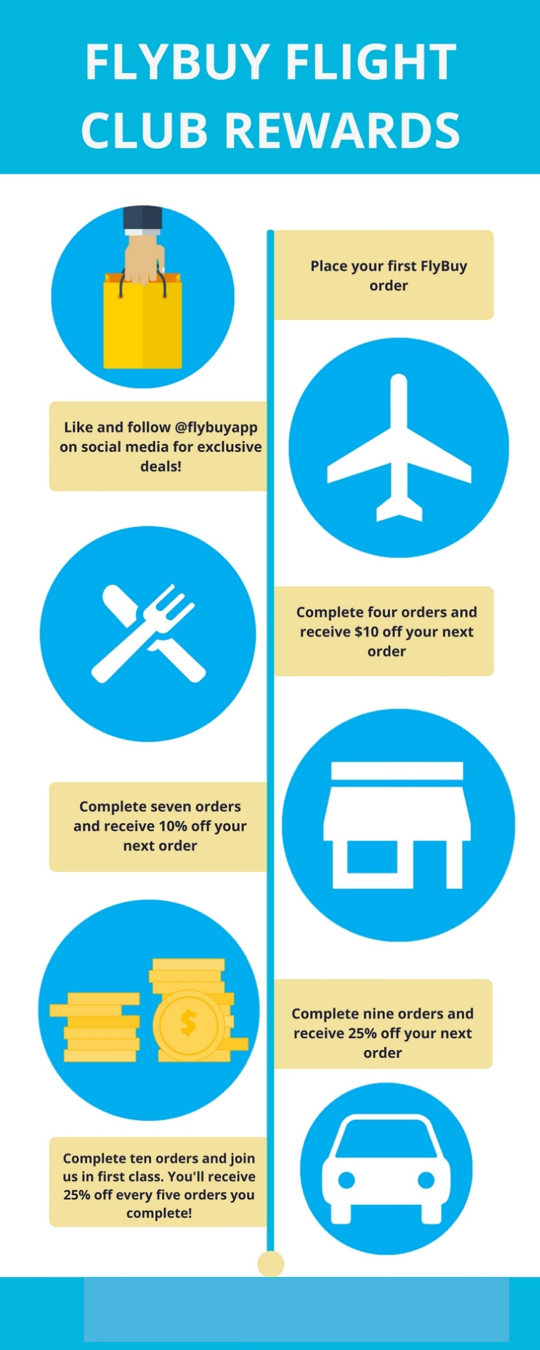 FLYBUY FLIGHT
CLUB REWARDS
Place your first FlyBuy
order
Like and follow @flybuyapp
on social media for exclusive
deals!
Complete four orders and
receive $10 off your next
order
Complete seven orders
and receive 10% off your
next order
$
Complete nine orders and
receive 25% off your next
order
Complete ten orders and join
us in first class. You'll receive
25% off every five orders you
complete!